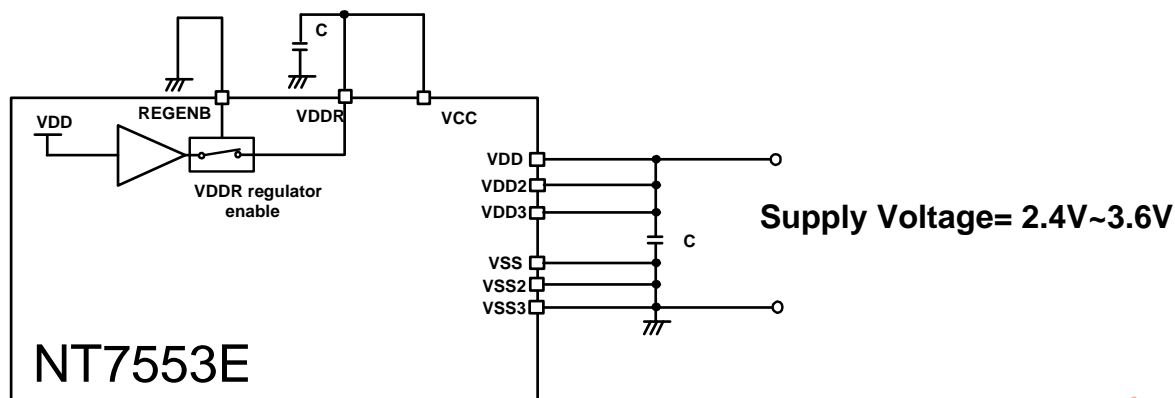 C
REGENB
VDDR
VCC
VDD
VDDR regulator
enable
VDD
VDD2
VDD3
C
VSS
VSS2
VSS3
Supply Voltage= 2.4V~3.6V
NT7553E